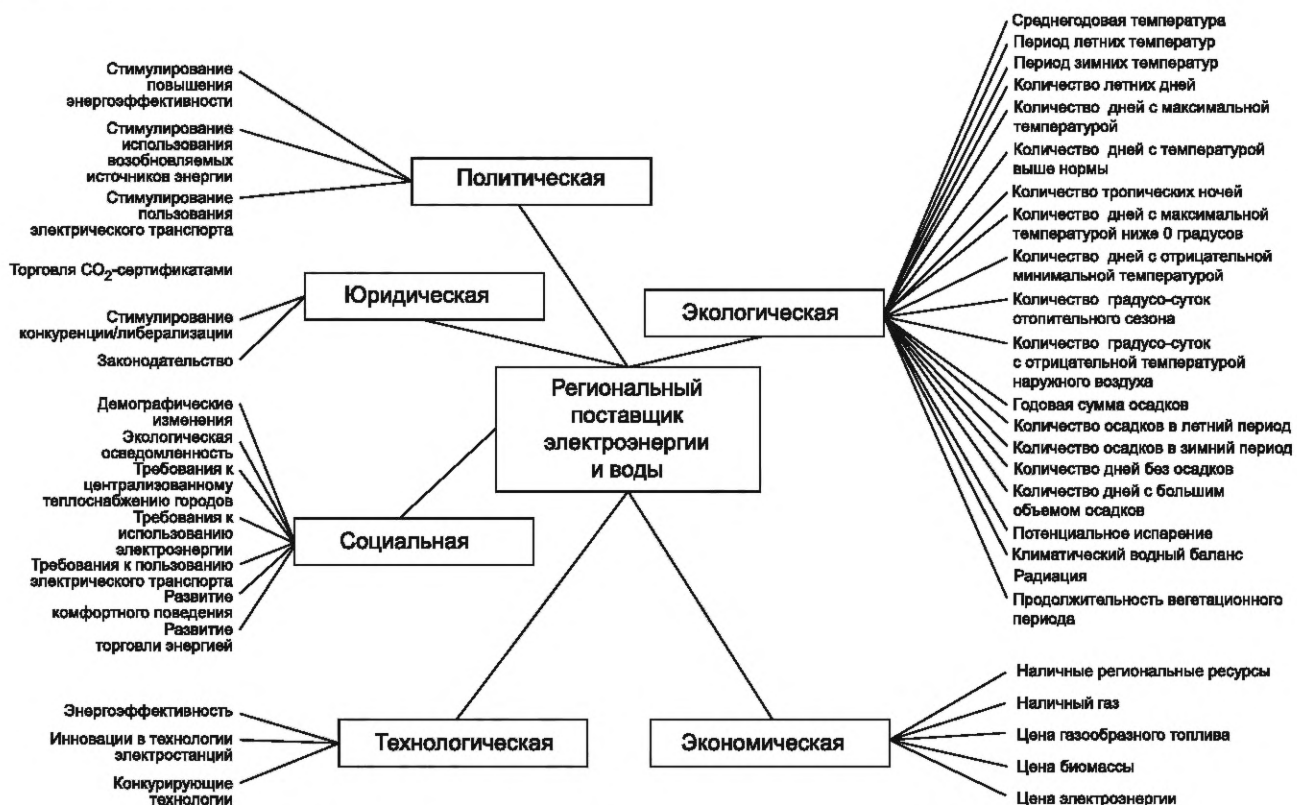 Стимулирование
повышения
энергоэффективности
Стимулирование
использования
возобновляемых
источников энергии
Стимулирование
пользования
электрического транспорта
Политическая
Торговля CO₂-сертификатами
Стимулирование
конкуренции/либерализации
Законодательство
Юридическая
Демографические
изменения
Экологическая
осведомленность
Требования к
централизованному
теплоснабжению городов
Требования к
использованию
электроэнергии
Требования к пользованию
электрического транспорта
Развитие
комфортного поведения
Развитие
торговли энергией
Социальная
Энергоэффективность
Инновации в технологии
электростанций
Конкурирующие
технологии
Технологическая
Региональный
поставщик
электроэнергии
и воды
Экологическая
Среднегодовая температура
Период летних температур
Период зимних температур
Количество летних дней
Количество дней с максимальной
температурой
Количество дней с температурой
выше нормы
Количество тропических ночей
Количество дней с максимальной
температурой ниже 0 градусов
Количество дней с отрицательной
минимальной температурой
Количество градусо-суток
отопительного сезона
Количество градусо-суток
с отрицательной температурой
наружного воздуха
Годовая сумма осадков
Количество осадков в летний период
Количество осадков в зимний период
Количество дней без осадков
Количество дней с большим
объемом осадков
Потенциальное испарение
Климатический водный баланс
Радиация
Продолжительность вегетационного
периода
Экономическая
Наличные региональные ресурсы
Наличный газ
Цена газообразного топлива
Цена биомассы
Цена электроэнергии